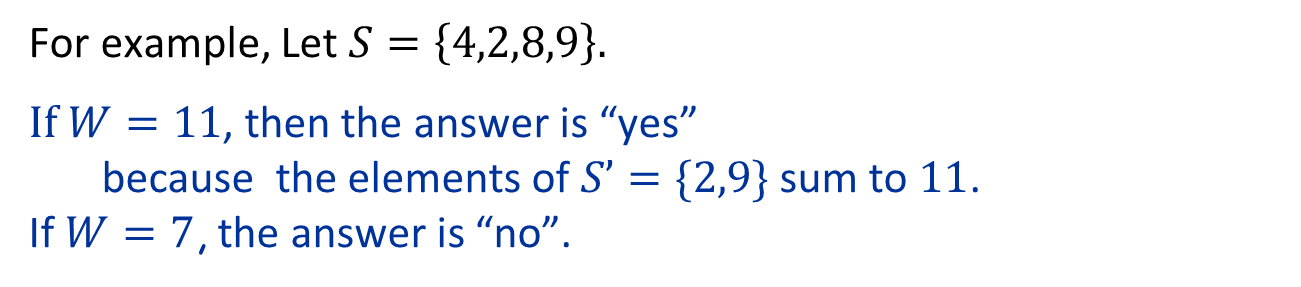 For example, Let S = {4,2,8,9}.
If W = 11, then the answer is “yes”
because the elements of S’ = {2,9} sum to 11.
If W = 7, the answer is “no”.